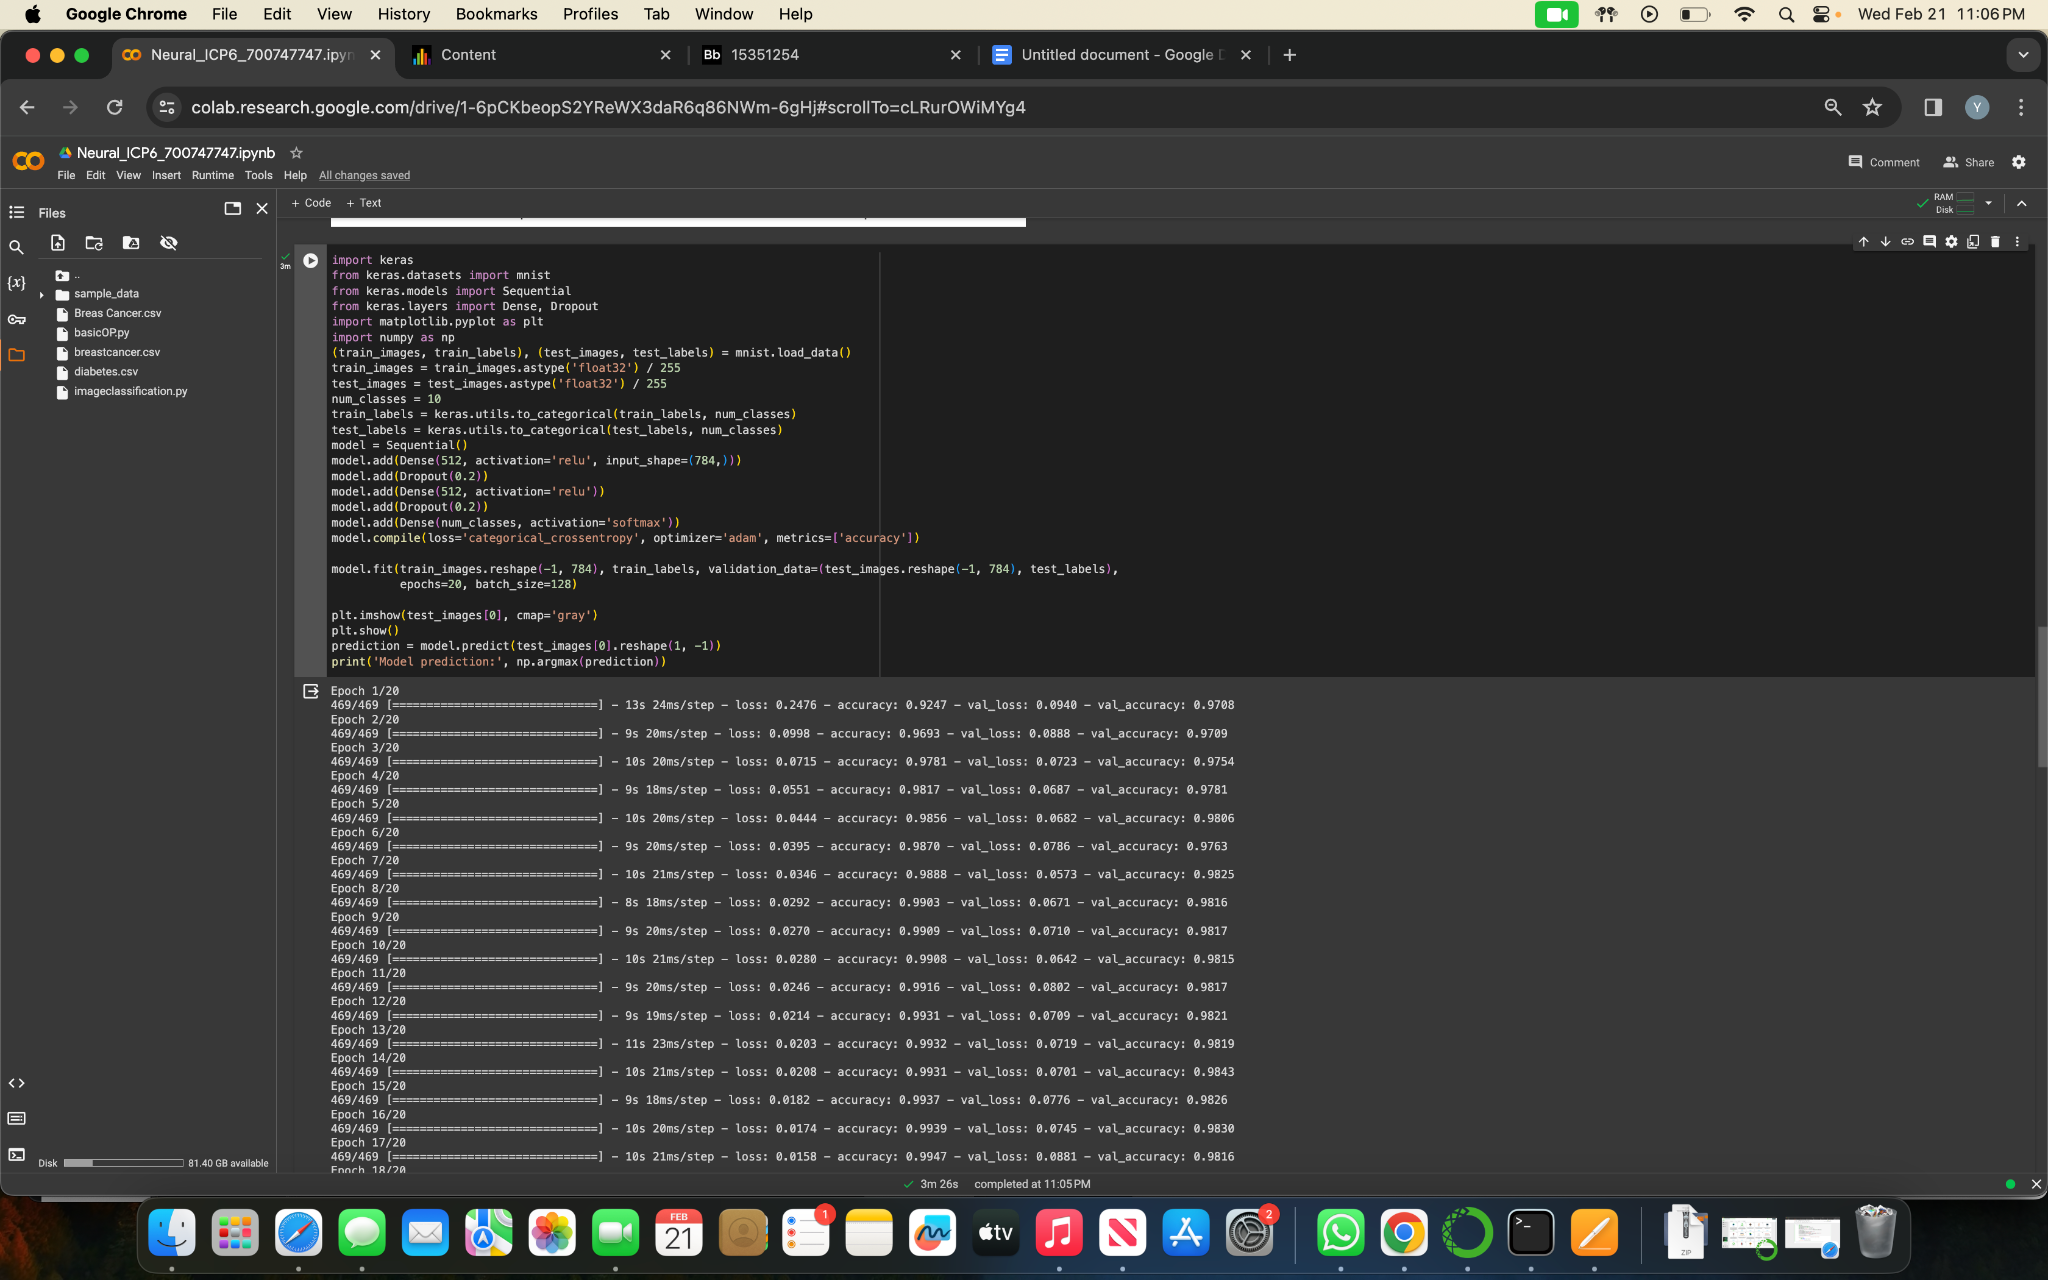 Google Chrome File Edit View History Bookmarks Profiles Tab Window Help Wed Feb 21 11:06 PM
Neural_ICP6_700747747.ipyn Content Bb 15351254 Untitled document - Google D
colab.research.google.com/drive/1-6pCKbeopS2YReWX3daR6q86NWm-6gHj#scrollTo=cLRurOWiMYg4 Y
CO Neural_ICP6_700747747.ipynb Comment Share
File Edit View Insert Runtime Tools Help All changes saved
Files + Code + Text RAM
Disk
3m
{x}
..
sample_data
Breas Cancer.csv
basicOP.py
breastcancer.csv
diabetes.csv
imageclassification.py
import keras
from keras.datasets import mnist
from keras.models import Sequential
from keras.layers import Dense, Dropout
import matplotlib.pyplot as plt
import numpy as np
(train_images, train_labels), (test_images, test_labels) = mnist.load_data()
train_images = train_images.astype('float32') / 255
test_images = test_images.astype('float32') / 255
num_classes = 10
train_labels = keras.utils.to_categorical(train_labels, num_classes)
test_labels = keras.utils.to_categorical(test_labels, num_classes)
model = Sequential()
model.add(Dense(512, activation='relu', input_shape=(784,)))
model.add(Dropout(0.2))
model.add(Dense(512, activation='relu'))
model.add(Dropout(0.2))
model.add(Dense(num_classes, activation='softmax'))
model.compile(loss='categorical_crossentropy', optimizer='adam', metrics=['accuracy'])
model.fit(train_images.reshape(-1, 784), train_labels, validation_data=(test_images.reshape(-1, 784), test_labels),
epochs=20, batch_size=128)
plt.imshow(test_images[0], cmap='gray')
plt.show()
prediction = model.predict(test_images[0].reshape(1, -1))
print('Model prediction:', np.argmax(prediction))
Epoch 1/20
469/469 [==============================] - 13s 24ms/step - loss: 0.2476 - accuracy: 0.9247 - val_loss: 0.0940 - val_accuracy: 0.9708
Epoch 2/20
469/469 [==============================] - 9s 20ms/step - loss: 0.0998 - accuracy: 0.9693 - val_loss: 0.0888 - val_accuracy: 0.9709
Epoch 3/20
469/469 [==============================] - 10s 20ms/step - loss: 0.0715 - accuracy: 0.9781 - val_loss: 0.0723 - val_accuracy: 0.9754
Epoch 4/20
469/469 [==============================] - 9s 18ms/step - loss: 0.0551 - accuracy: 0.9817 - val_loss: 0.0687 - val_accuracy: 0.9781
Epoch 5/20
469/469 [==============================] - 10s 20ms/step - loss: 0.0444 - accuracy: 0.9856 - val_loss: 0.0682 - val_accuracy: 0.9806
Epoch 6/20
469/469 [==============================] - 9s 20ms/step - loss: 0.0395 - accuracy: 0.9870 - val_loss: 0.0786 - val_accuracy: 0.9763
Epoch 7/20
469/469 [==============================] - 10s 21ms/step - loss: 0.0346 - accuracy: 0.9888 - val_loss: 0.0573 - val_accuracy: 0.9825
Epoch 8/20
469/469 [==============================] - 8s 18ms/step - loss: 0.0292 - accuracy: 0.9903 - val_loss: 0.0671 - val_accuracy: 0.9816
Epoch 9/20
469/469 [==============================] - 9s 20ms/step - loss: 0.0270 - accuracy: 0.9909 - val_loss: 0.0710 - val_accuracy: 0.9817
Epoch 10/20
469/469 [==============================] - 10s 21ms/step - loss: 0.0280 - accuracy: 0.9908 - val_loss: 0.0642 - val_accuracy: 0.9815
Epoch 11/20
469/469 [==============================] - 9s 20ms/step - loss: 0.0246 - accuracy: 0.9916 - val_loss: 0.0802 - val_accuracy: 0.9817
Epoch 12/20
469/469 [==============================] - 9s 19ms/step - loss: 0.0214 - accuracy: 0.9931 - val_loss: 0.0709 - val_accuracy: 0.9821
Epoch 13/20
469/469 [==============================] - 11s 23ms/step - loss: 0.0203 - accuracy: 0.9932 - val_loss: 0.0719 - val_accuracy: 0.9819
Epoch 14/20
469/469 [==============================] - 10s 21ms/step - loss: 0.0208 - accuracy: 0.9931 - val_loss: 0.0701 - val_accuracy: 0.9843
Epoch 15/20
469/469 [==============================] - 9s 18ms/step - loss: 0.0182 - accuracy: 0.9937 - val_loss: 0.0776 - val_accuracy: 0.9826
Epoch 16/20
469/469 [==============================] - 10s 20ms/step - loss: 0.0174 - accuracy: 0.9939 - val_loss: 0.0745 - val_accuracy: 0.9830
Epoch 17/20
469/469 [==============================] - 10s 21ms/step - loss: 0.0158 - accuracy: 0.9947 - val_loss: 0.0881 - val_accuracy: 0.9816
Epoch 18/20
Disk 81.40 GB available
3m 26s completed at 11:05 PM
FEB
21
1
tv
2
ZIP